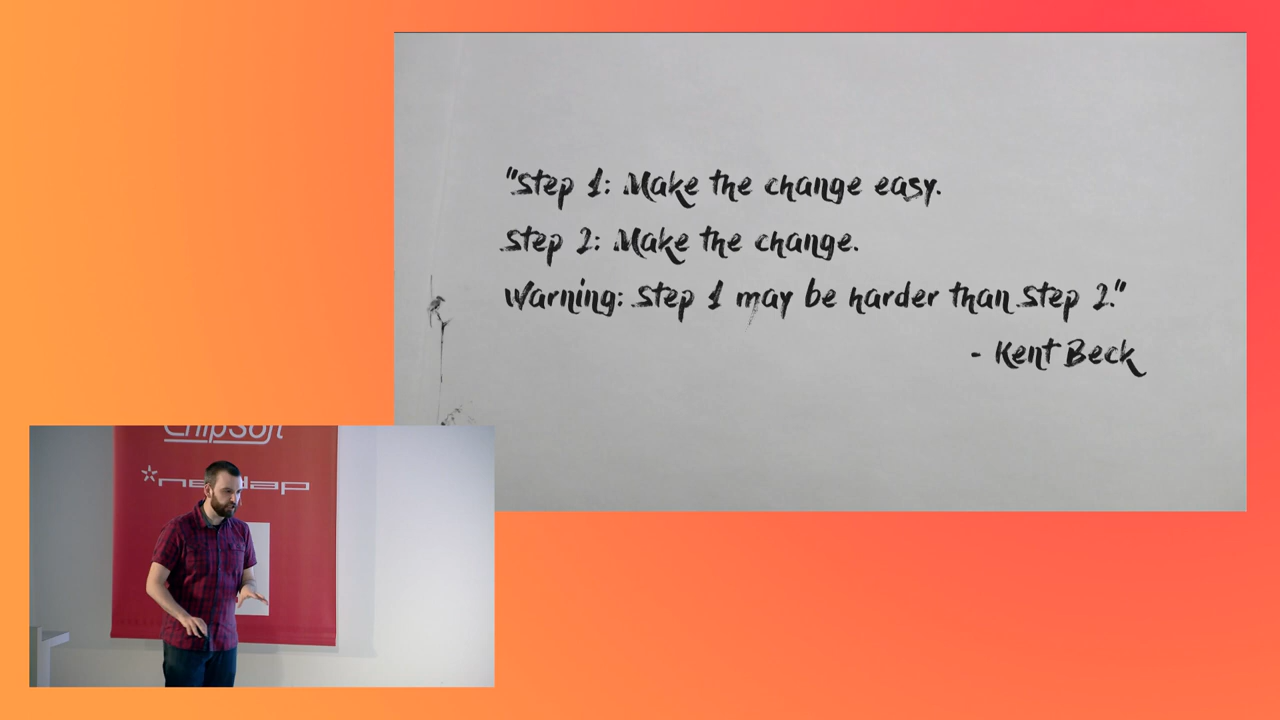 "Step 1: Make the change easy.
Step 2: Make the change.
Warning: Step 1 may be harder than Step 2."
- Kent Beck
ChipSoft
nedap